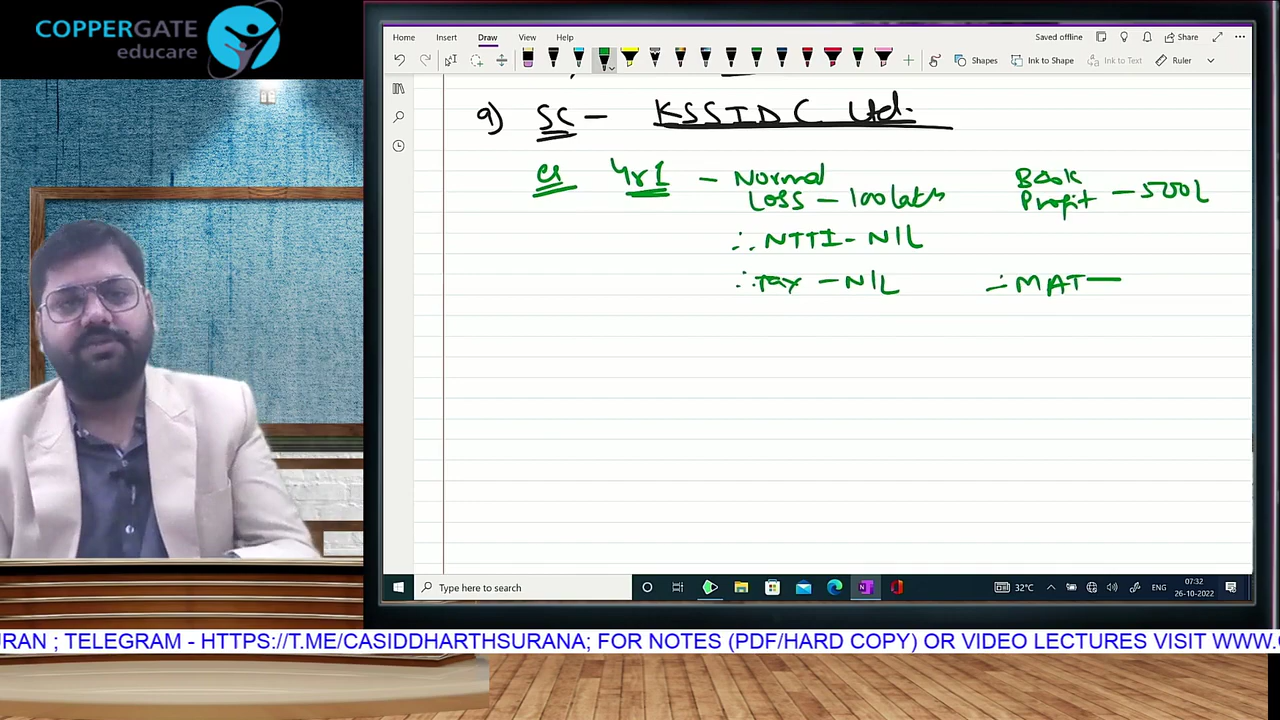 COPPERGATE
educare
Home Insert Draw View Help
Saved offline
Share
Shapes
Ink to Shape
Ink to Text
Ruler
9) SC - KSSIDC Ltd.
eg Yr 1 - Normal Loss - 100 lakhs
Book Profit - 500L
∴ NTTI - NIL
∴ Tax - NIL ∴ MAT -
Type here to search
32°C
ENG
07:32
26-10-2022
URAN ; TELEGRAM - HTTPS://T.ME/CASIDDHARTHSURANA; FOR NOTES (PDF/HARD COPY) OR VIDEO LECTURES VISIT WWW.